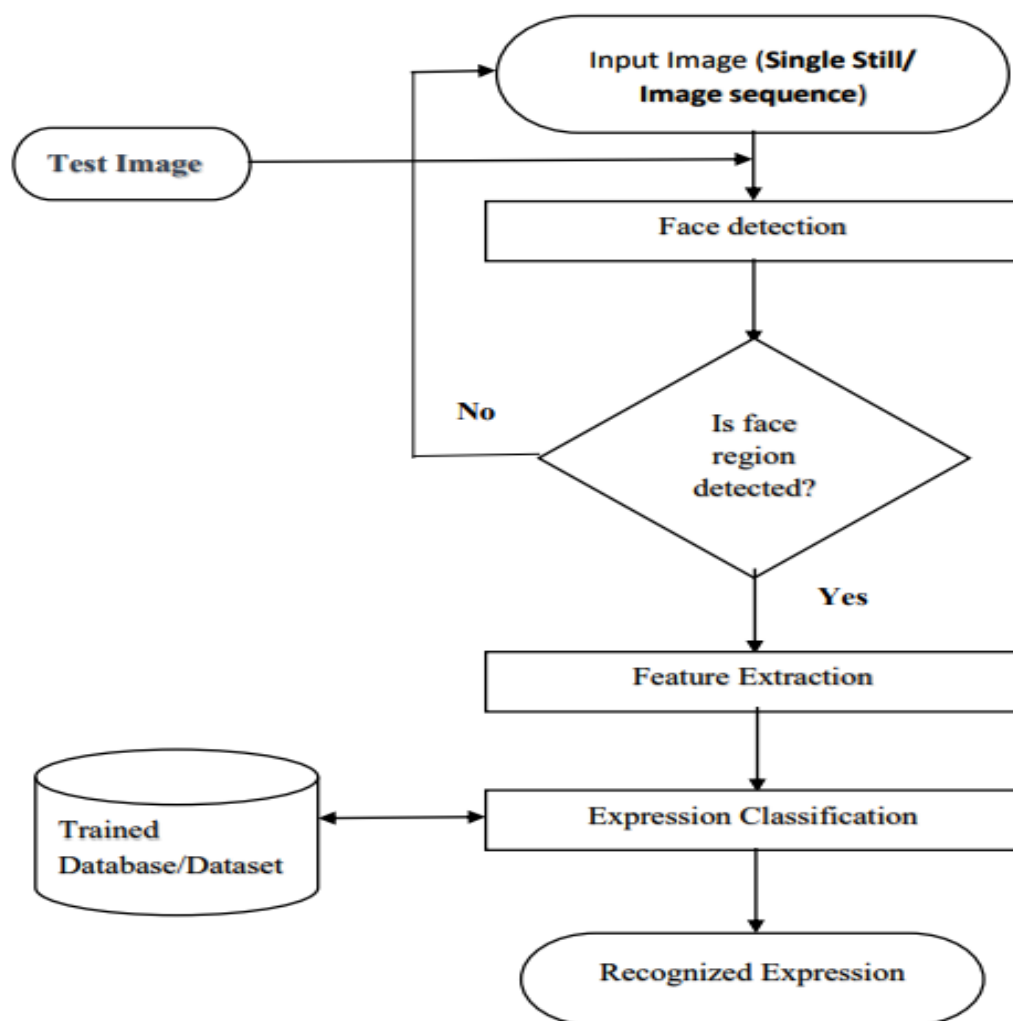 Input Image (Single Still/
Image sequence)
Test Image
Face detection
No
Is face
region
detected?
Yes
Feature Extraction
Trained
Database/Dataset
Expression Classification
Recognized Expression